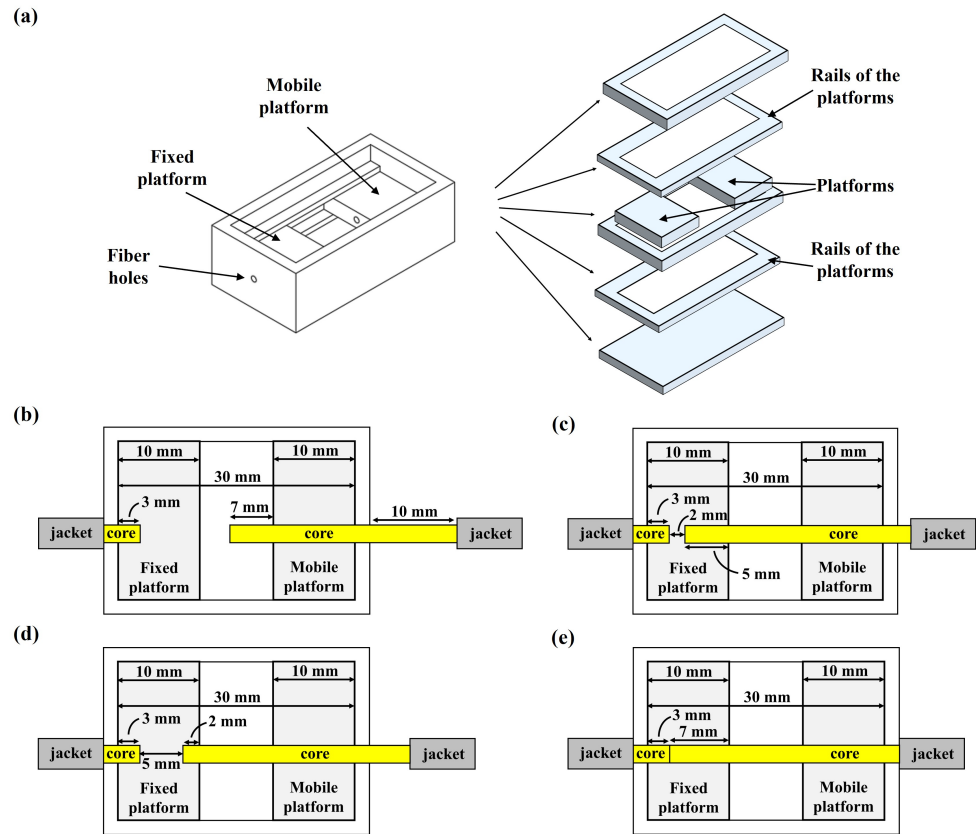 (a)
Mobile
platform
Fixed
platform
Fiber
holes
Rails of the
platforms
Platforms
Rails of the
platforms
(b)
10 mm
10 mm
30 mm
3 mm
7 mm
10 mm
jacket
core
core
jacket
Fixed
platform
Mobile
platform
(c)
10 mm
10 mm
30 mm
3 mm
2 mm
jacket
core
core
jacket
5 mm
Fixed
platform
Mobile
platform
(d)
10 mm
10 mm
30 mm
3 mm
2 mm
jacket
core
core
jacket
5 mm
Fixed
platform
Mobile
platform
(e)
10 mm
10 mm
30 mm
3 mm
7 mm
jacket
core
core
jacket
Fixed
platform
Mobile
platform